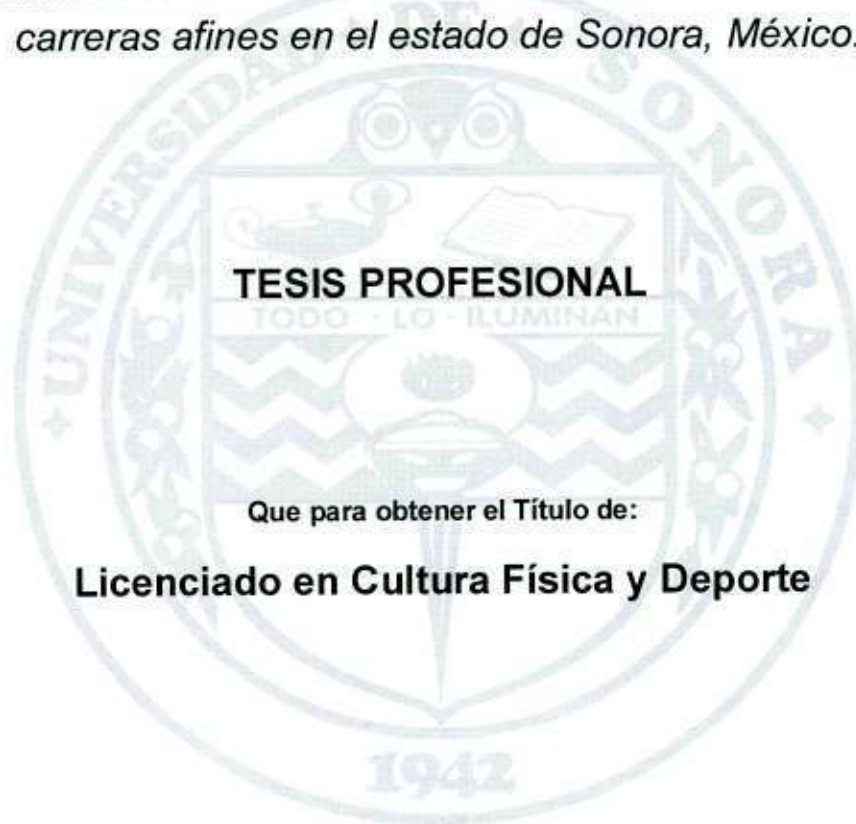 carreras afines en el estado de Sonora, México.
UNIVERSIDAD DE SONORA
TESIS PROFESIONAL
TODO · LO · ILUMINAN
Que para obtener el Título de:
Licenciado en Cultura Física y Deporte
1942